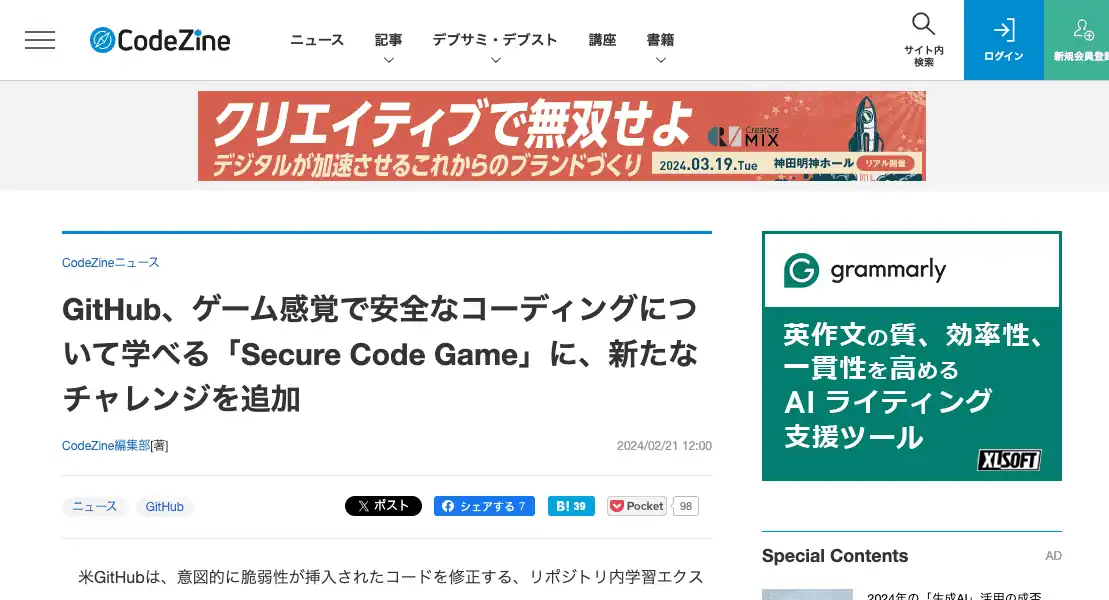 CodeZine
ニュース
記事
デブサミ・デブスト
講座
書籍
サイト内
検索
ログイン
新規会員登録
クリエイティブで無双せよ
デジタルが加速させるこれからのブランドづくり
Creators
MIX
2024.03.19.Tue 神田明神ホール リアル開催
CodeZineニュース
GitHub、ゲーム感覚で安全なコーディングにつ
いて学べる「Secure Code Game」に、新たな
チャレンジを追加
CodeZine編集部[著]
2024/02/21 12:00
ニュース
GitHub
ポスト
シェアする 7
B! 39
Pocket
98
米GitHubは、意図的に脆弱性が挿入されたコードを修正する、リポジトリ内学習エクス
grammarly
英作文の質、効率性、
一貫性を高める
AI ライティング
支援ツール
XLSOFT
Special Contents
AD
2024年の「生成AI」活用の成否